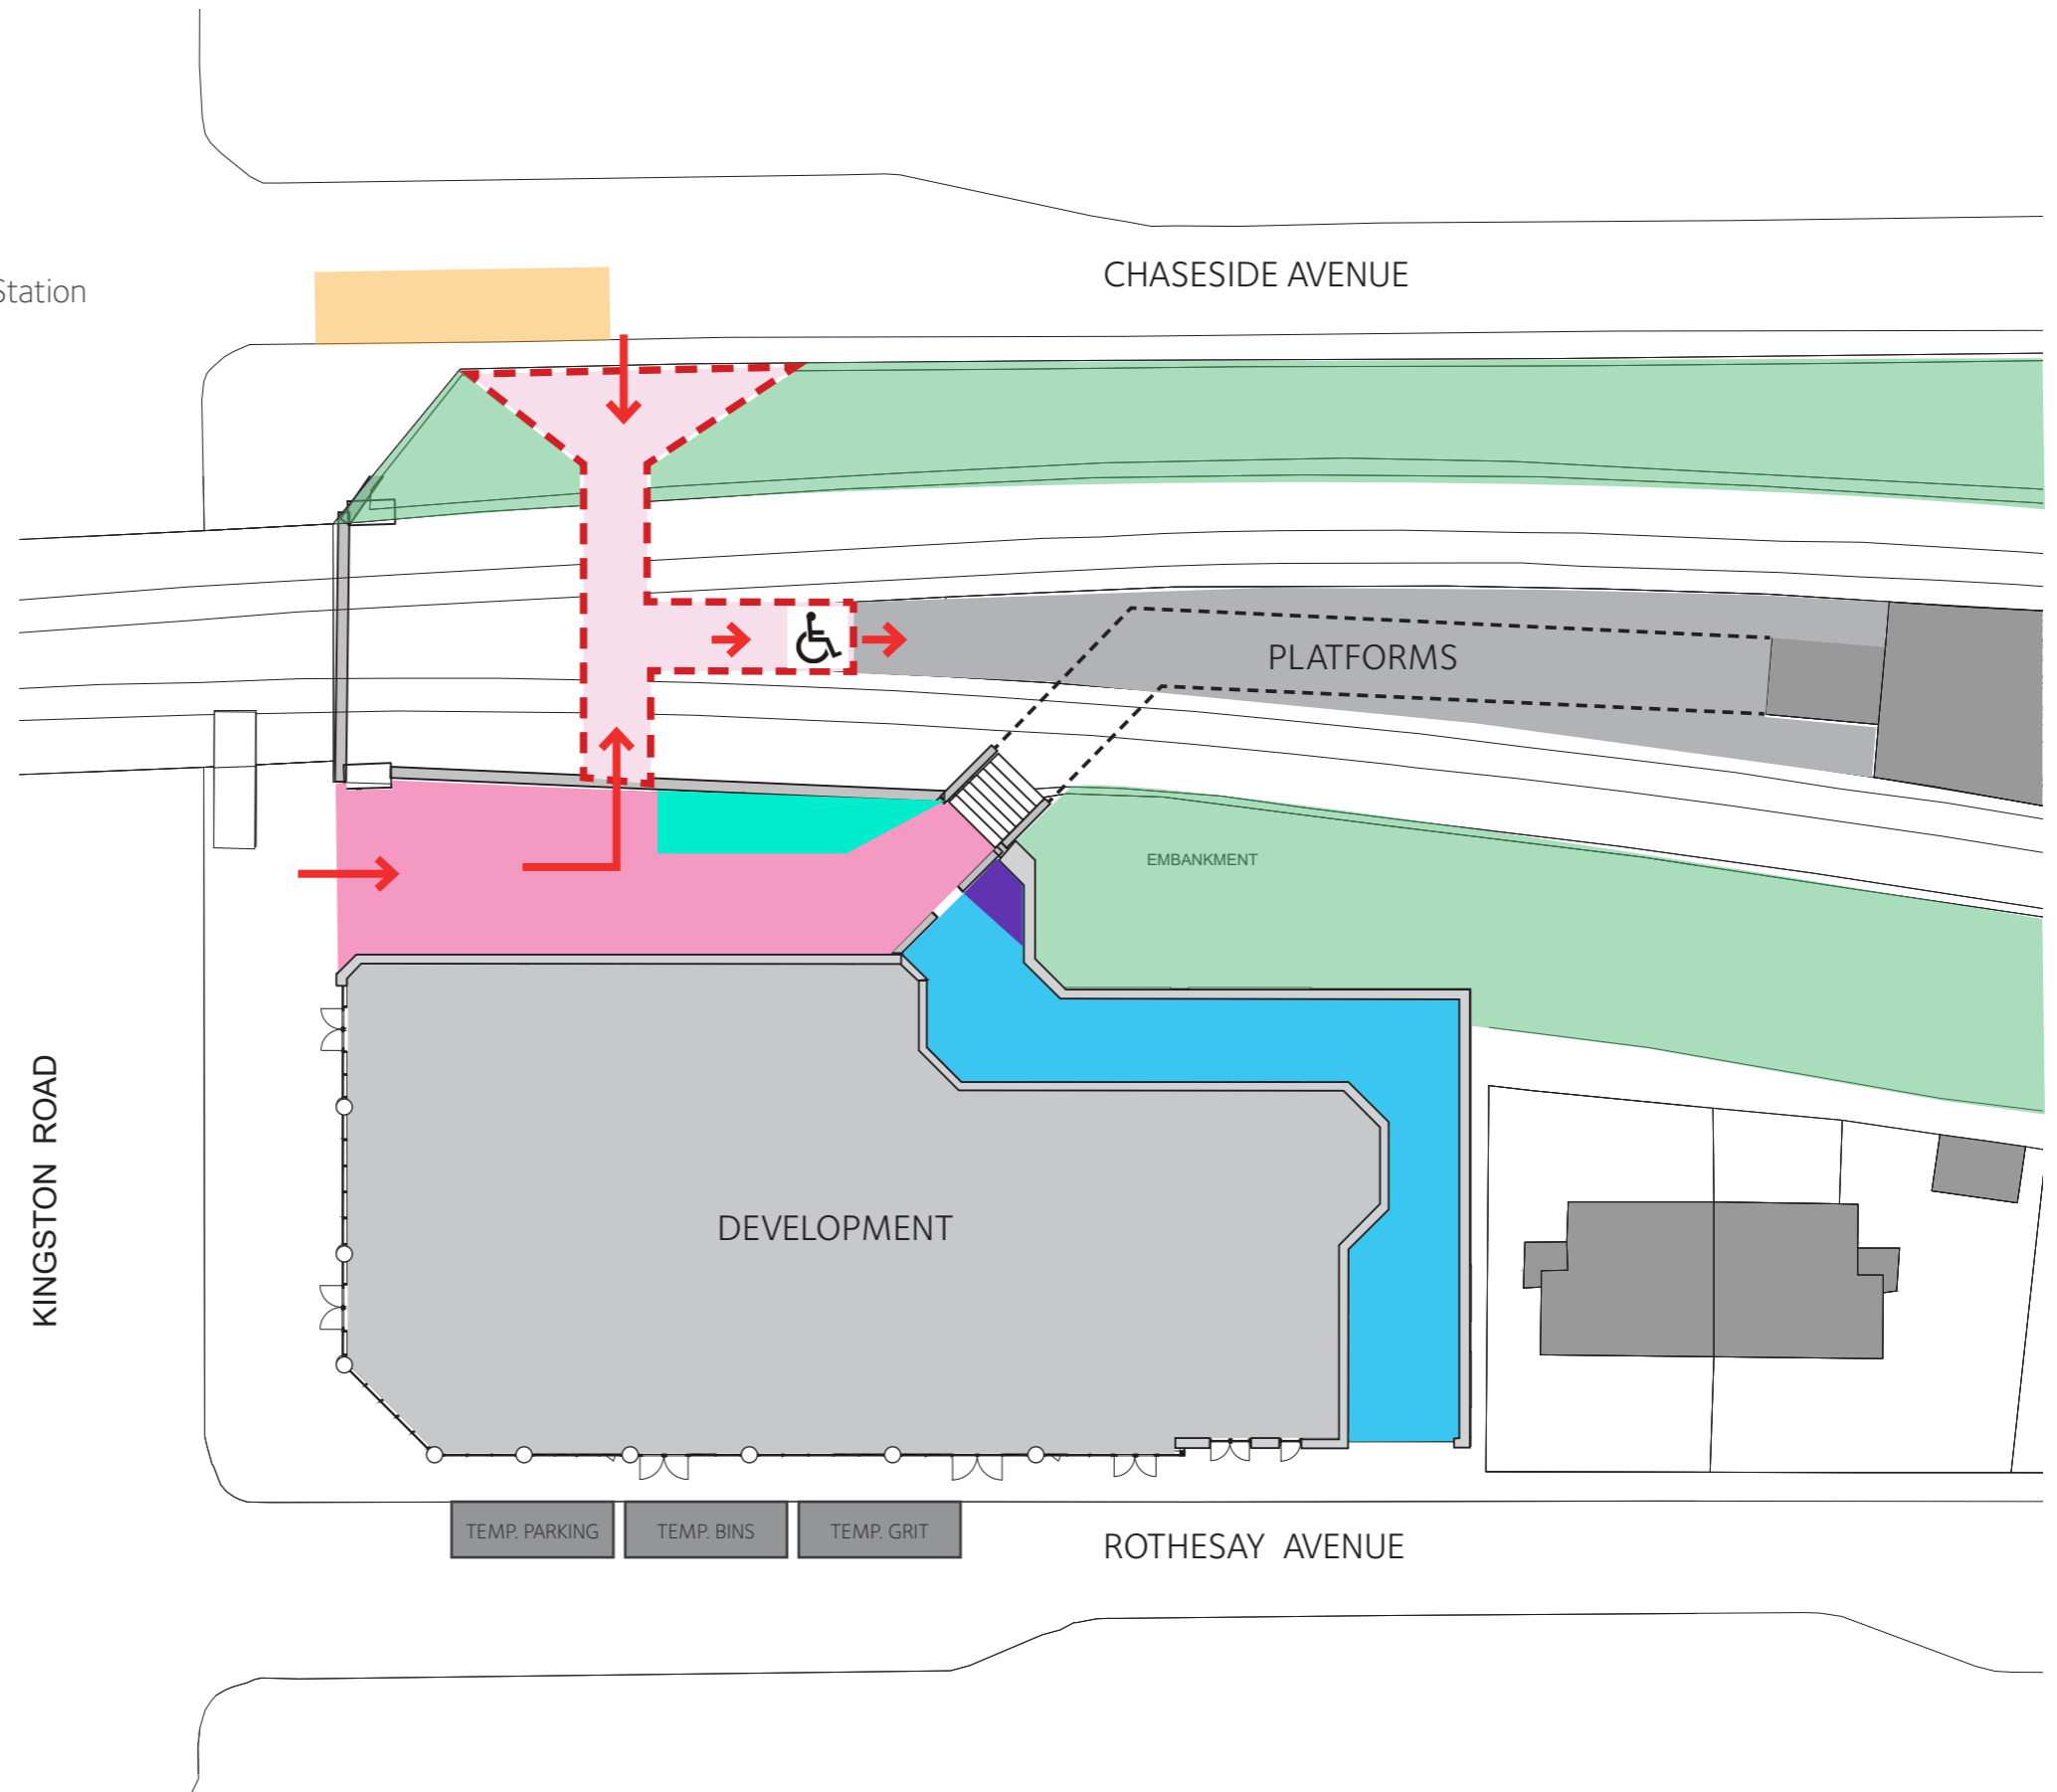 CHASESIDE AVENUE
Station
PLATFORMS
EMBANKMENT
KINGSTON ROAD
DEVELOPMENT
TEMP. PARKING
TEMP. BINS
TEMP. GRIT
ROTHESAY AVENUE